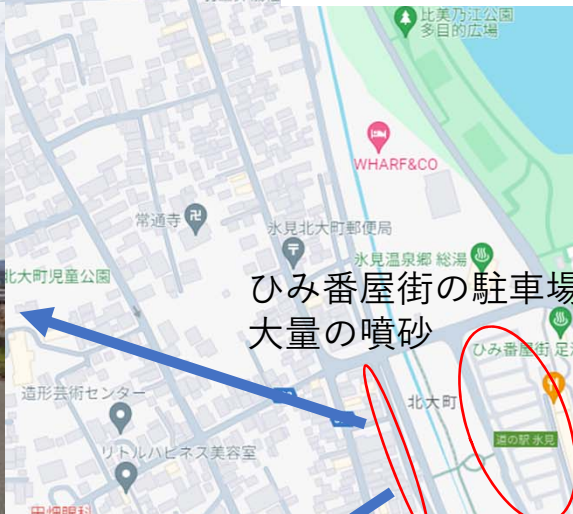 比美乃江公園
多目的広場
WHARF&CO
常通寺
氷見北大町郵便局
北大町児童公園
氷見温泉郷 総湯
ひみ番屋街の駐車場
大量の噴砂
ひみ番屋街 足
造形芸術センター
北大町
リトルハピネス美容室
道の駅 氷見
田畑眼科